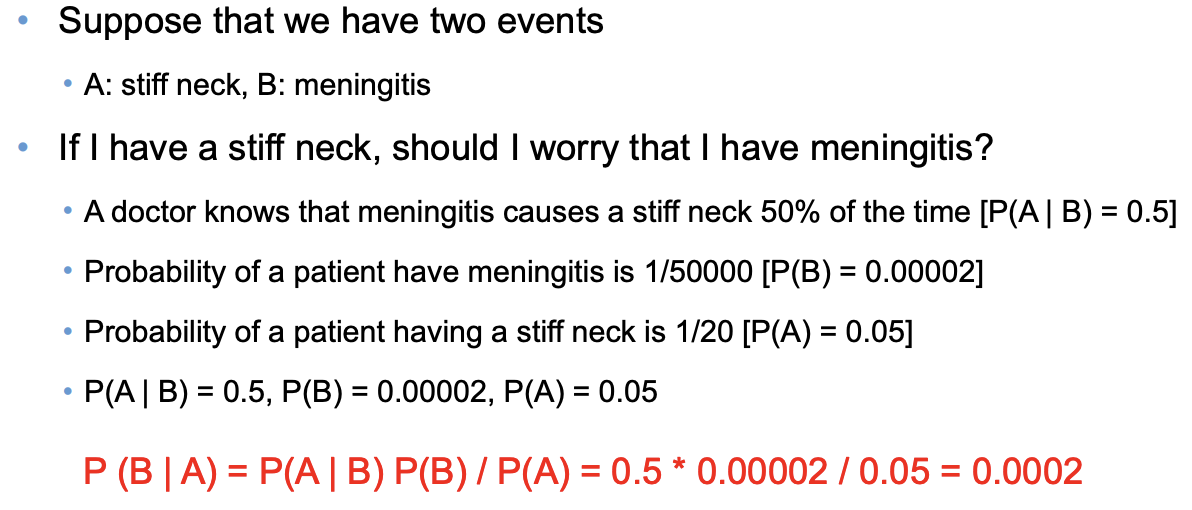 • Suppose that we have two events
• A: stiff neck, B: meningitis
• If I have a stiff neck, should I worry that I have meningitis?
• A doctor knows that meningitis causes a stiff neck 50% of the time [P(A | B) = 0.5]
• Probability of a patient have meningitis is 1/50000 [P(B) = 0.00002]
• Probability of a patient having a stiff neck is 1/20 [P(A) = 0.05]
• P(A | B) = 0.5, P(B) = 0.00002, P(A) = 0.05
P (B | A) = P(A | B) P(B) / P(A) = 0.5 * 0.00002 / 0.05 = 0.0002